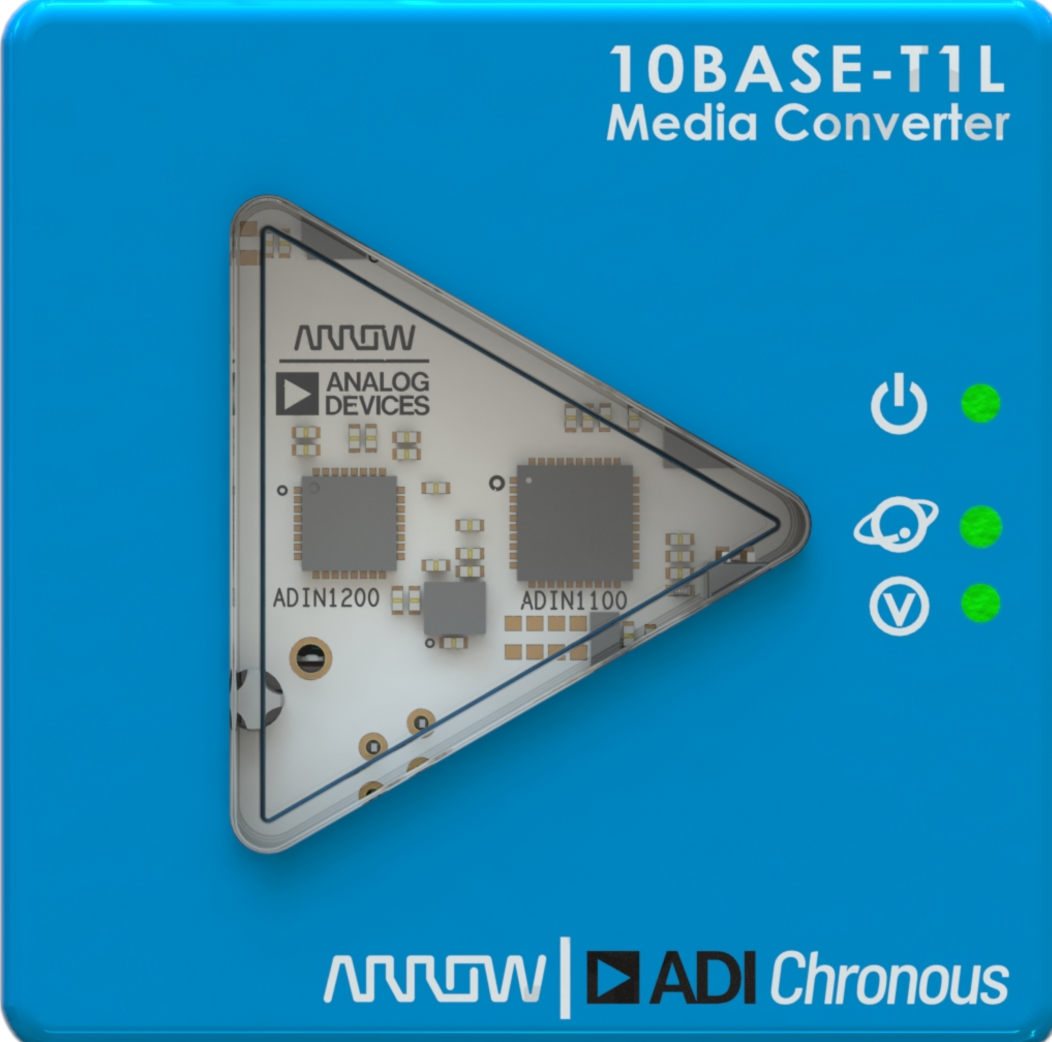 10BASE-T1L
Media Converter
ARROW
ANALOG
DEVICES
ADIN1200
ADIN1100
V
ARROW | ADI Chronous